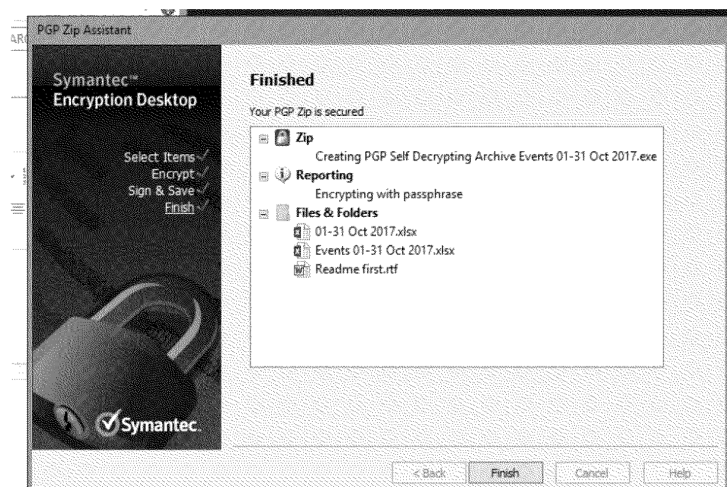 PGP Zip Assistant
Symantec™
Encryption Desktop
Select Items
Encrypt
Sign & Save
Finish
Symantec.
Finished
Your PGP Zip is secured
Zip
Creating PGP Self Decrypting Archive Events 01-31 Oct 2017.exe
Reporting
Encrypting with passphrase
Files & Folders
01-31 Oct 2017.xlsx
Events 01-31 Oct 2017.xlsx
Readme first.rtf
< Back
Finish
Cancel
Help